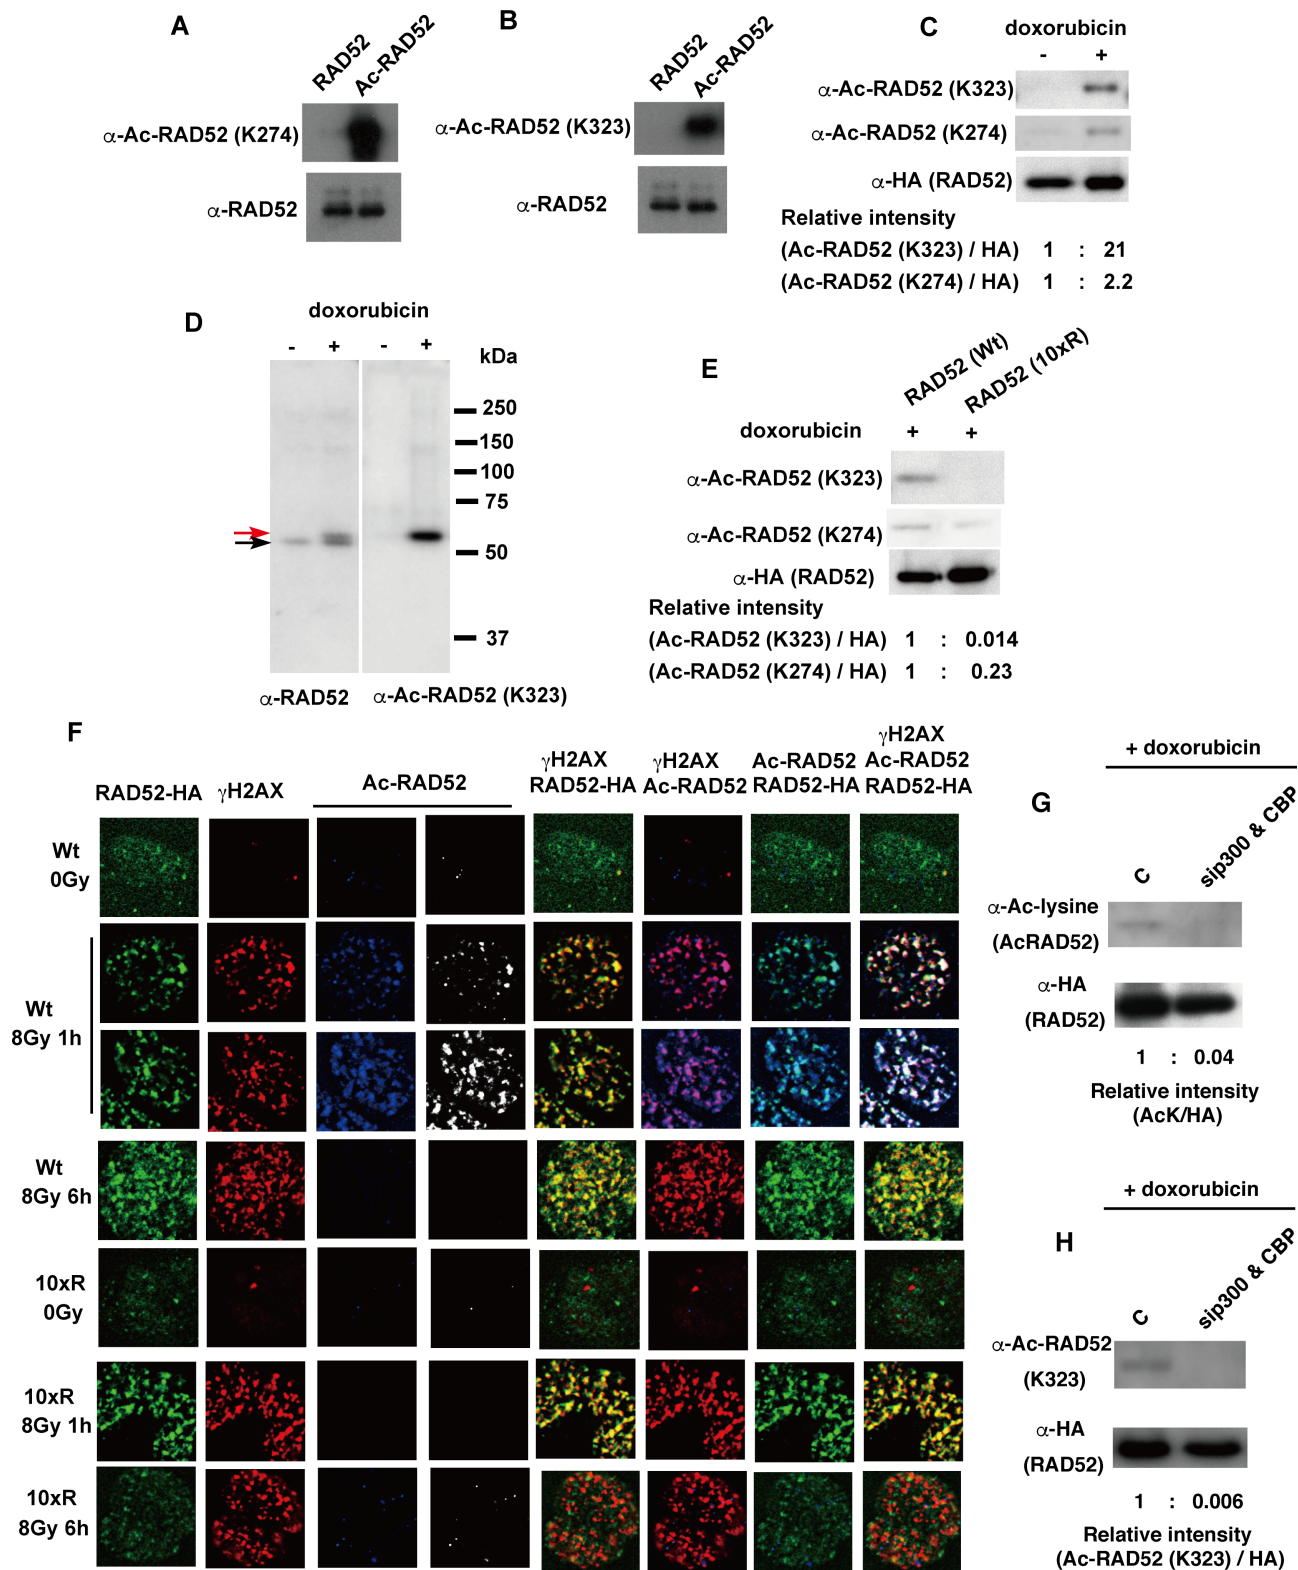 A
RAD52
Ac-RAD52
α-Ac-RAD52 (K274)
α-RAD52
B
RAD52
Ac-RAD52
α-Ac-RAD52 (K323)
α-RAD52
C
doxorubicin
- +
α-Ac-RAD52 (K323)
α-Ac-RAD52 (K274)
α-HA (RAD52)
Relative intensity
(Ac-RAD52 (K323) / HA) 1 : 21
(Ac-RAD52 (K274) / HA) 1 : 2.2
D
doxorubicin
- + - +
kDa
250
150
100
75
50
37
α-RAD52 α-Ac-RAD52 (K323)
E
RAD52 (Wt)
RAD52 (10xR)
doxorubicin + +
α-Ac-RAD52 (K323)
α-Ac-RAD52 (K274)
α-HA (RAD52)
Relative intensity
(Ac-RAD52 (K323) / HA) 1 : 0.014
(Ac-RAD52 (K274) / HA) 1 : 0.23
F
RAD52-HA
γH2AX
Ac-RAD52
γH2AX
RAD52-HA
γH2AX
Ac-RAD52
Ac-RAD52
RAD52-HA
γH2AX
Ac-RAD52
RAD52-HA
Wt
0Gy
Wt
8Gy 1h
Wt
8Gy 6h
10xR
0Gy
10xR
8Gy 1h
10xR
8Gy 6h
G
+ doxorubicin
C
sip300 & CBP
α-Ac-lysine
(AcRAD52)
α-HA
(RAD52)
1 : 0.04
Relative intensity
(AcK/HA)
H
+ doxorubicin
C
sip300 & CBP
α-Ac-RAD52
(K323)
α-HA
(RAD52)
1 : 0.006
Relative intensity
(Ac-RAD52 (K323) / HA)